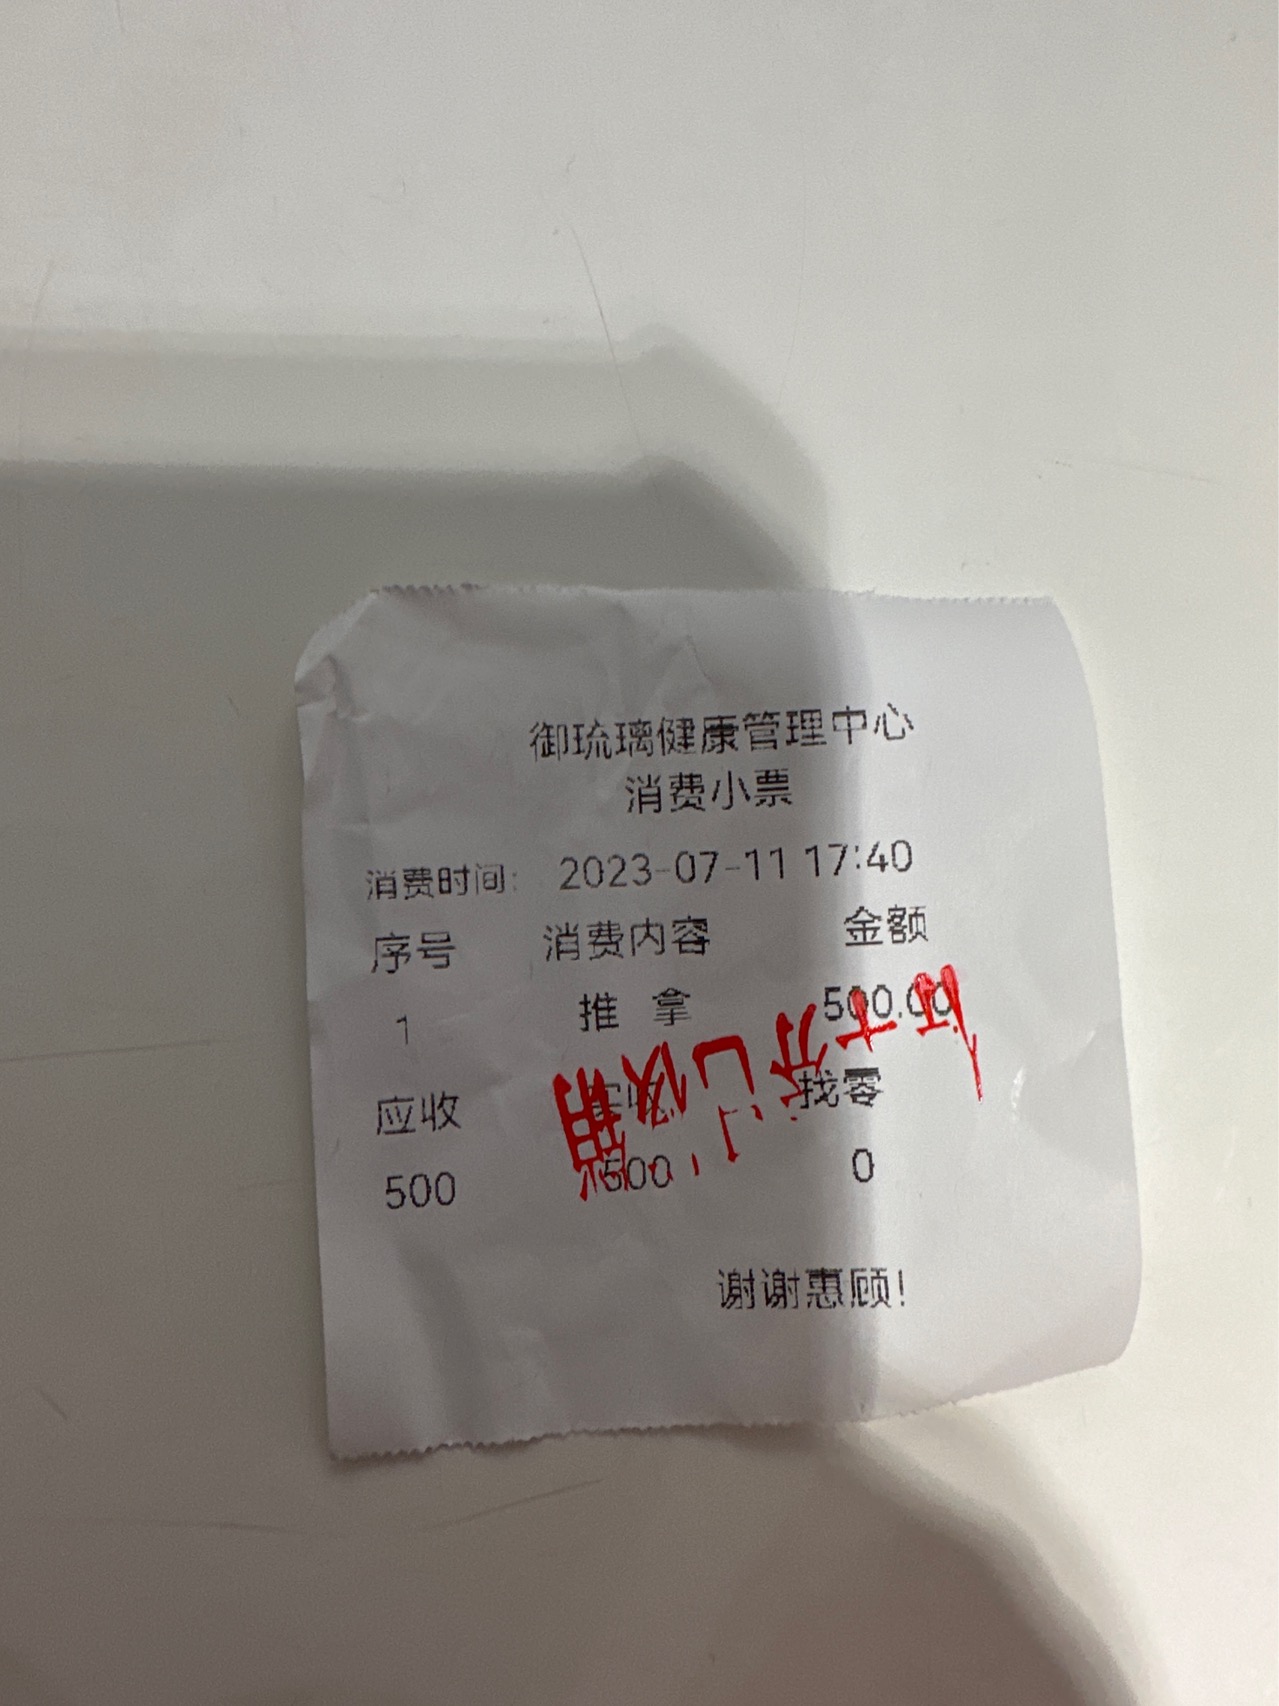 御琉璃健康管理中心
消费小票
消费时间: 2023-07-11 17:40
序号 消费内容 金额
1 推 拿 500.00
应收 实收 找零
500 500 0
谢谢惠顾!